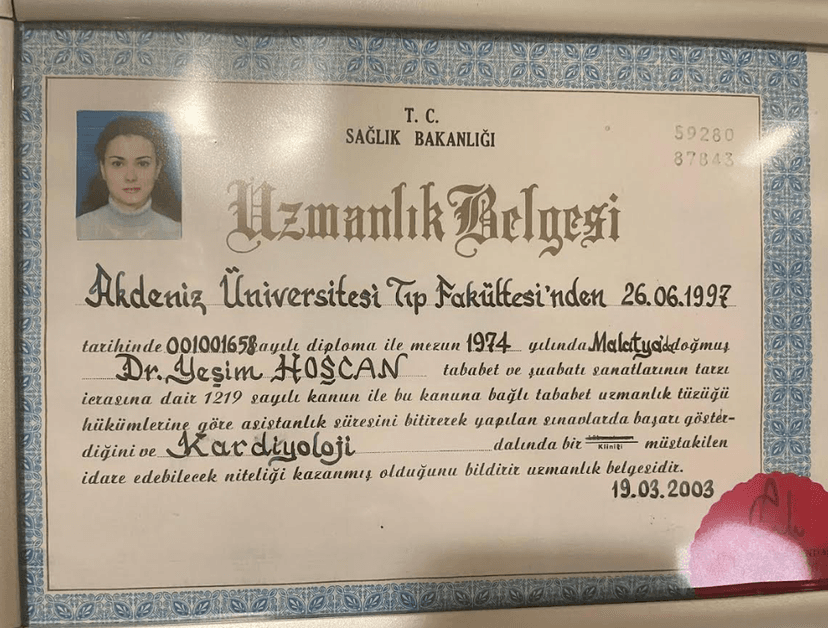 T. C.
SAĞLIK BAKANLIĞI
59280
87843
Uzmanlık Belgesi
Akdeniz Üniversitesi Tıp Fakültesi'nden 26.06.1997
tarihinde 001001658 sayılı diploma ile mezun 1974 yılında Malatya'da doğmuş
Dr. Yeşim HOŞCAN tababet ve şuabatı sanatlarının tarzı
icrasına dair 1219 sayılı kanun ile bu kanuna bağlı tababet uzmanlık tüzüğü
hükümlerine göre asistanlık süresini bitirerek yapılan sınavlarda başarı göster-
diğini ve Kardiyoloji dalında bir Kliniği müstakilen
idare edebilecek niteliği kazanmış olduğunu bildirir uzmanlık belgesidir.
19.03.2003